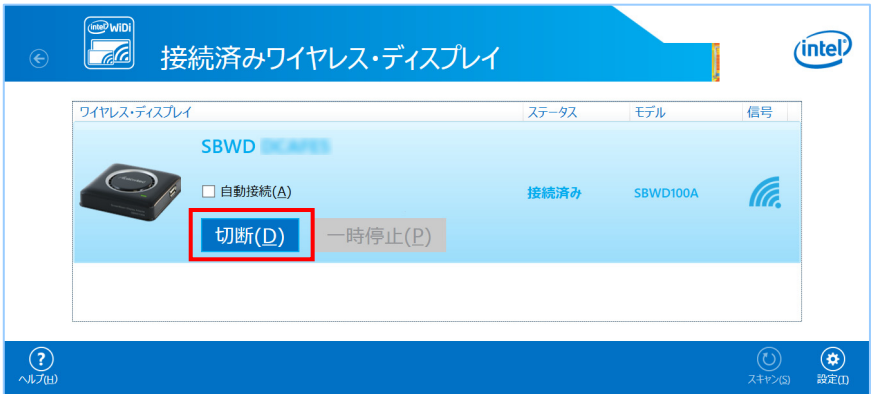 intel WiDi
接続済みワイヤレス・ディスプレイ
intel
ワイヤレス・ディスプレイ ステータス モデル 信号
SBWD
自動接続(A) 接続済み SBWD100A
切断(D) 一時停止(P)
ヘルプ(H) スキャン(S) 設定(I)